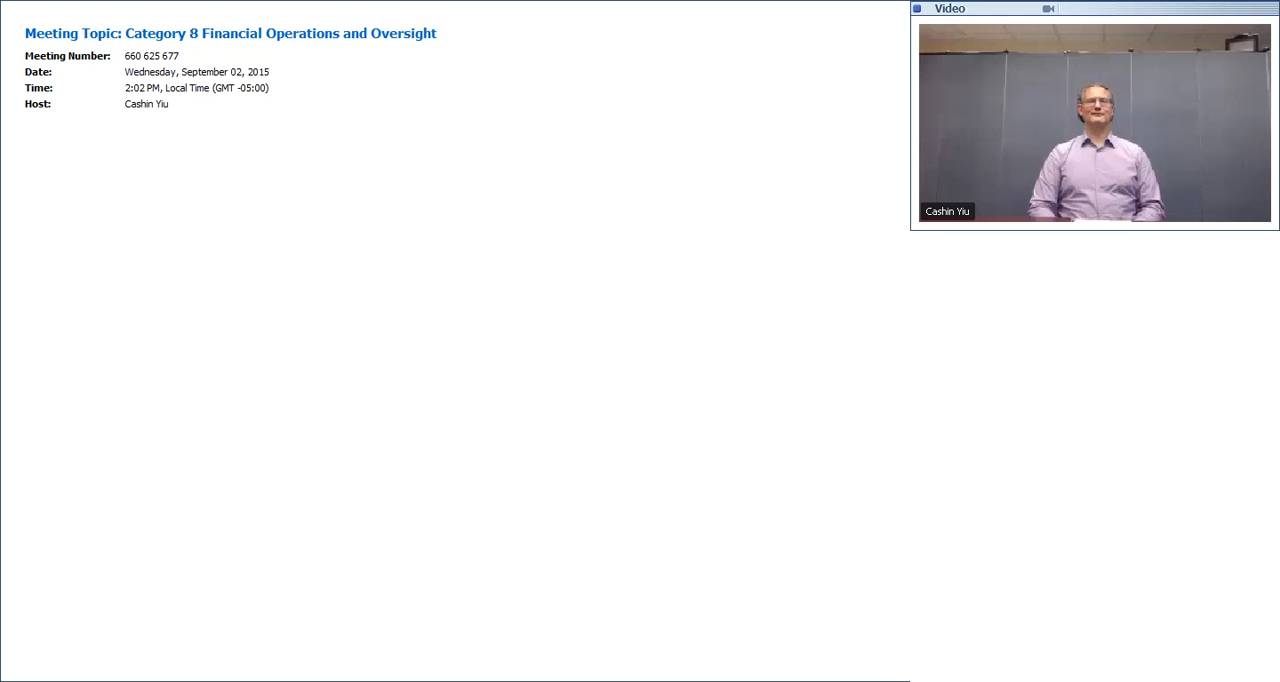 Meeting Topic: Category 8 Financial Operations and Oversight
Meeting Number: 660 625 677
Date: Wednesday, September 02, 2015
Time: 2:02 PM, Local Time (GMT -05:00)
Host: Cashin Yiu
Video
Cashin Yiu